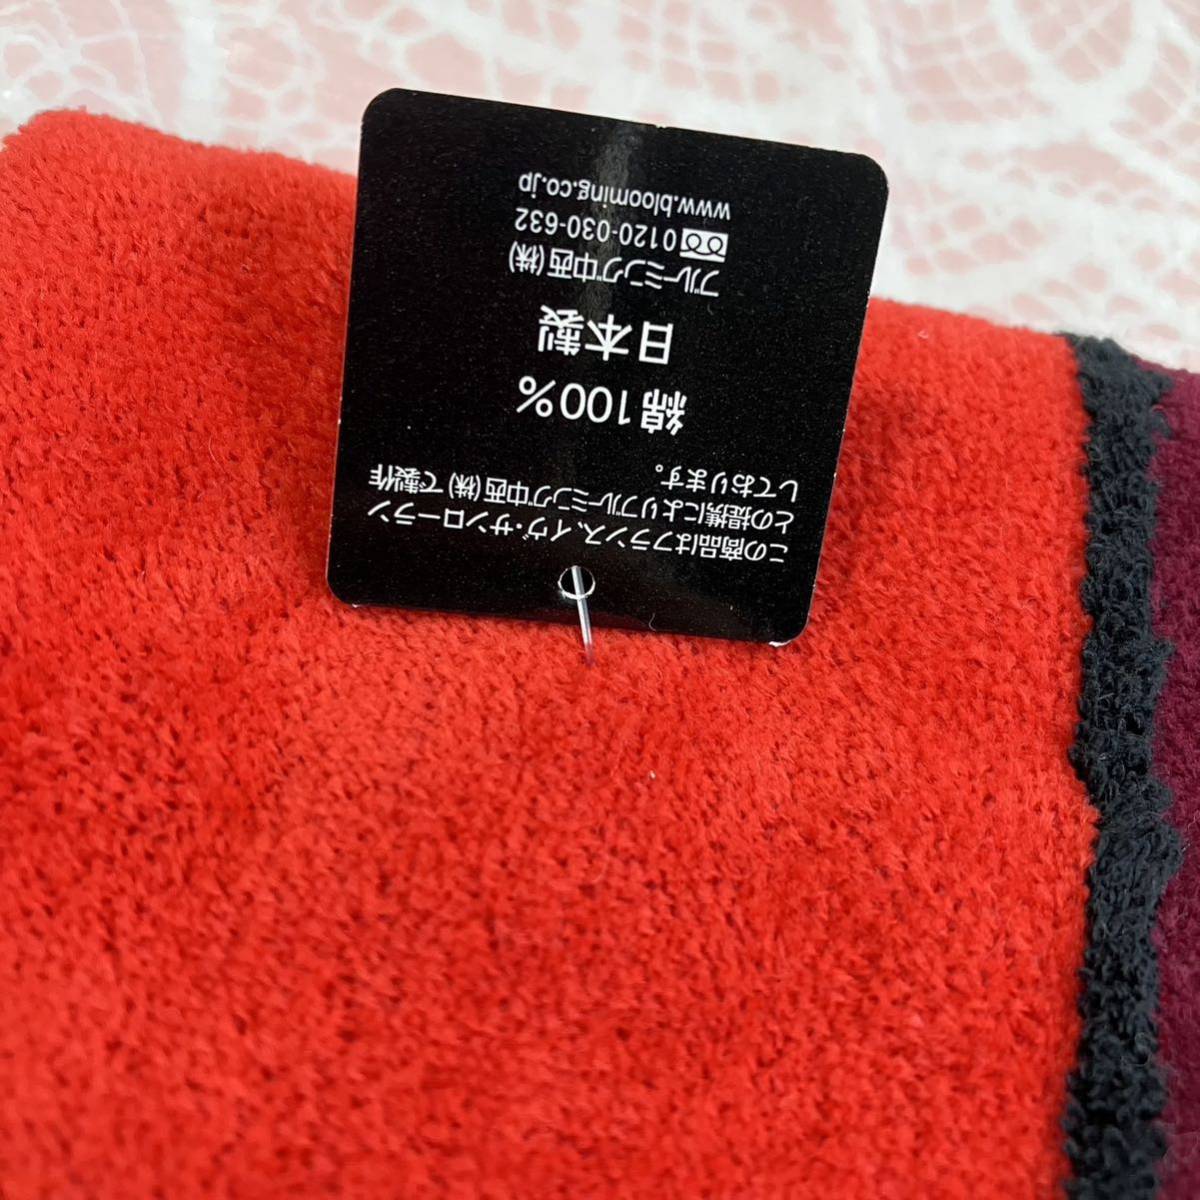 この商品はフランス、イヴ・サンローラン
との提携によりブルーミング中西(株)で製作
しております。
綿100%
日本製
ブルーミング中西(株)
0120-030-632
www.blooming.co.jp